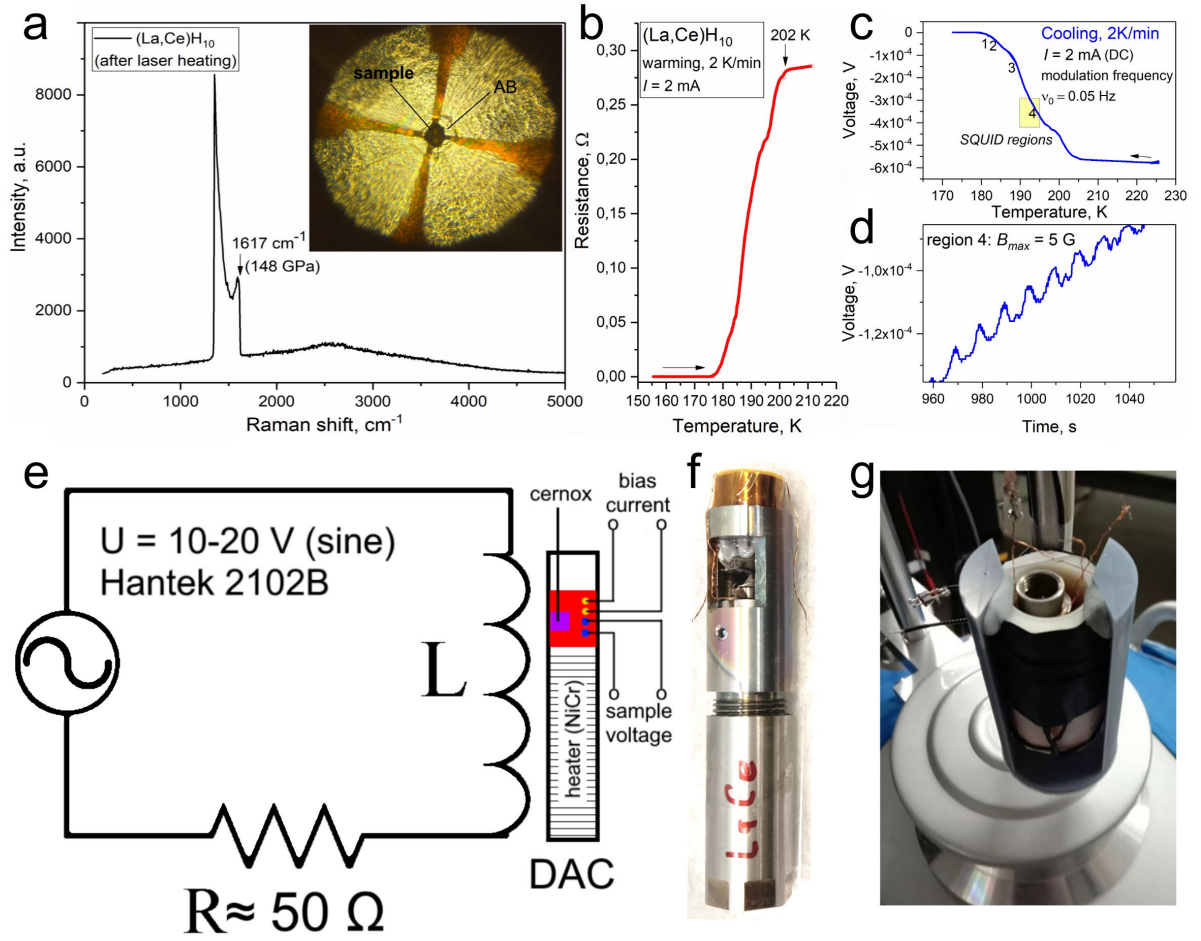 a
(La,Ce)H10
(after laser heating)
sample
AB
1617 cm-1
(148 GPa)
Intensity, a.u.
8000
6000
4000
2000
0
0 1000 2000 3000 4000 5000
Raman shift, cm-1
b
(La,Ce)H10
warming, 2 K/min
I = 2 mA
202 K
Resistance, Ω
0,30
0,25
0,20
0,15
0,10
0,05
0,00
150 160 170 180 190 200 210 220
Temperature, K
c
Cooling, 2K/min
I = 2 mA (DC)
modulation frequency
ν0 = 0.05 Hz
12
3
4
SQUID regions
Voltage, V
0
-1x10-4
-2x10-4
-3x10-4
-4x10-4
-5x10-4
-6x10-4
170 180 190 200 210 220 230
Temperature, K
d
region 4: Bmax = 5 G
Voltage, V
-1,0x10-4
-1,2x10-4
960 980 1000 1020 1040
Time, s
e
U = 10-20 V (sine)
Hantek 2102B
L
R≈ 50 Ω
cernox
bias
current
sample
voltage
heater (NiCr)
DAC
f
LaCe
g